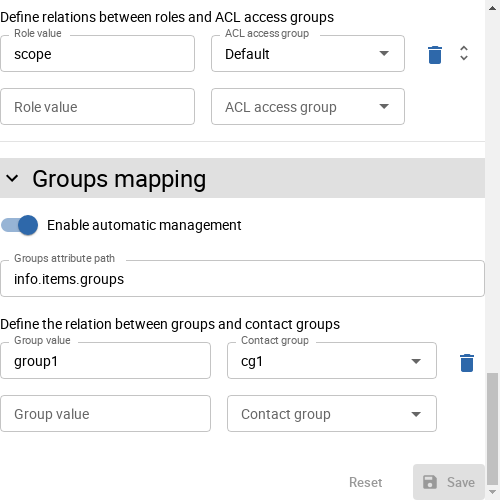 Define relations between roles and ACL access groups
Role value
ACL access group
scope
Default
Role value
ACL access group
Groups mapping
Enable automatic management
Groups attribute path
info.items.groups
Define the relation between groups and contact groups
Group value
Contact group
group1
cg1
Group value
Contact group
Reset
Save